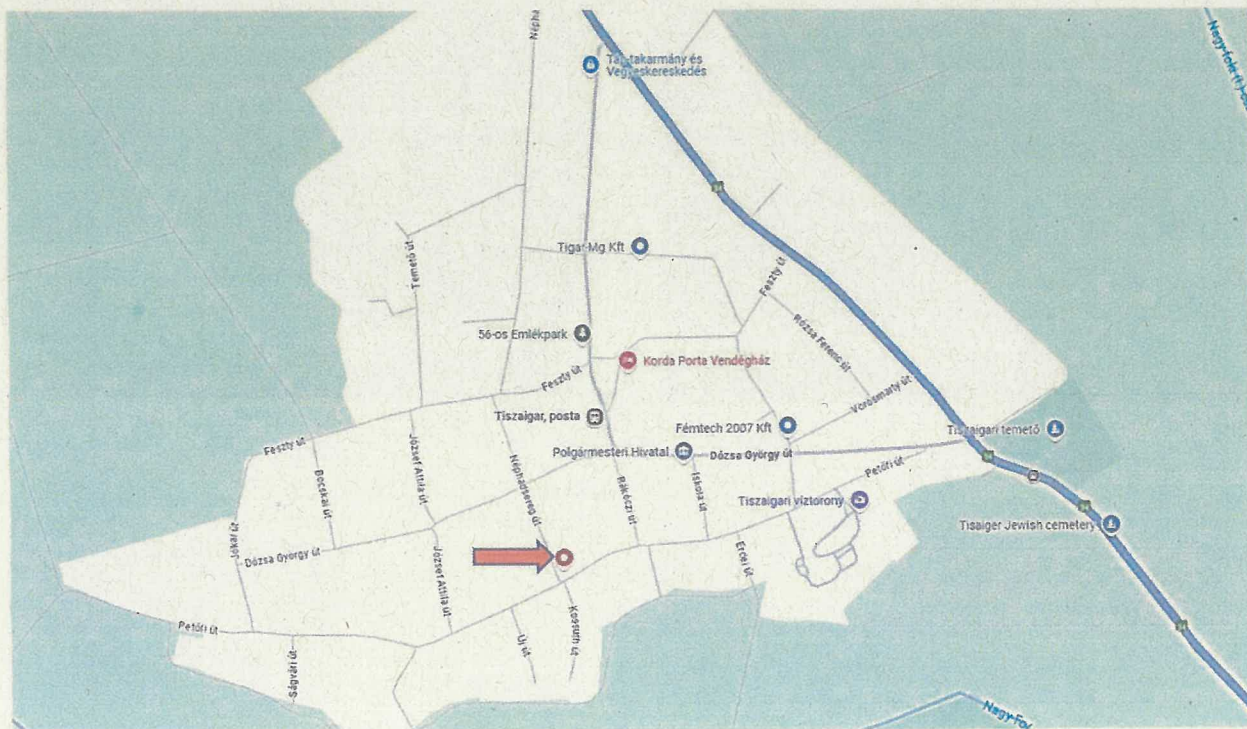 Népha
Táp-takarmány és
Vegyeskereskedés
Tigar-Mg Kft
Temető út
Feszty út
56-os Emlékpark
Rózsa Ferenc út
Korda Porta Vendégház
Feszty út
Vörösmarty út
Tiszaigar, posta
Fémtech 2007 Kft
Tiszaigari temető
Feszty út
József Attila út
Polgármesteri Hivatal
Dózsa György út
Petőfi út
Bocskai út
Néphadsereg út
Rákóczi út
Iskola út
Tiszaigari víztorony
Tisaiger Jewish cemetery
Jókai út
Dózsa György út
József Attila út
Erdei út
Petőfi út
Ságvári út
Új út
Kossuth út